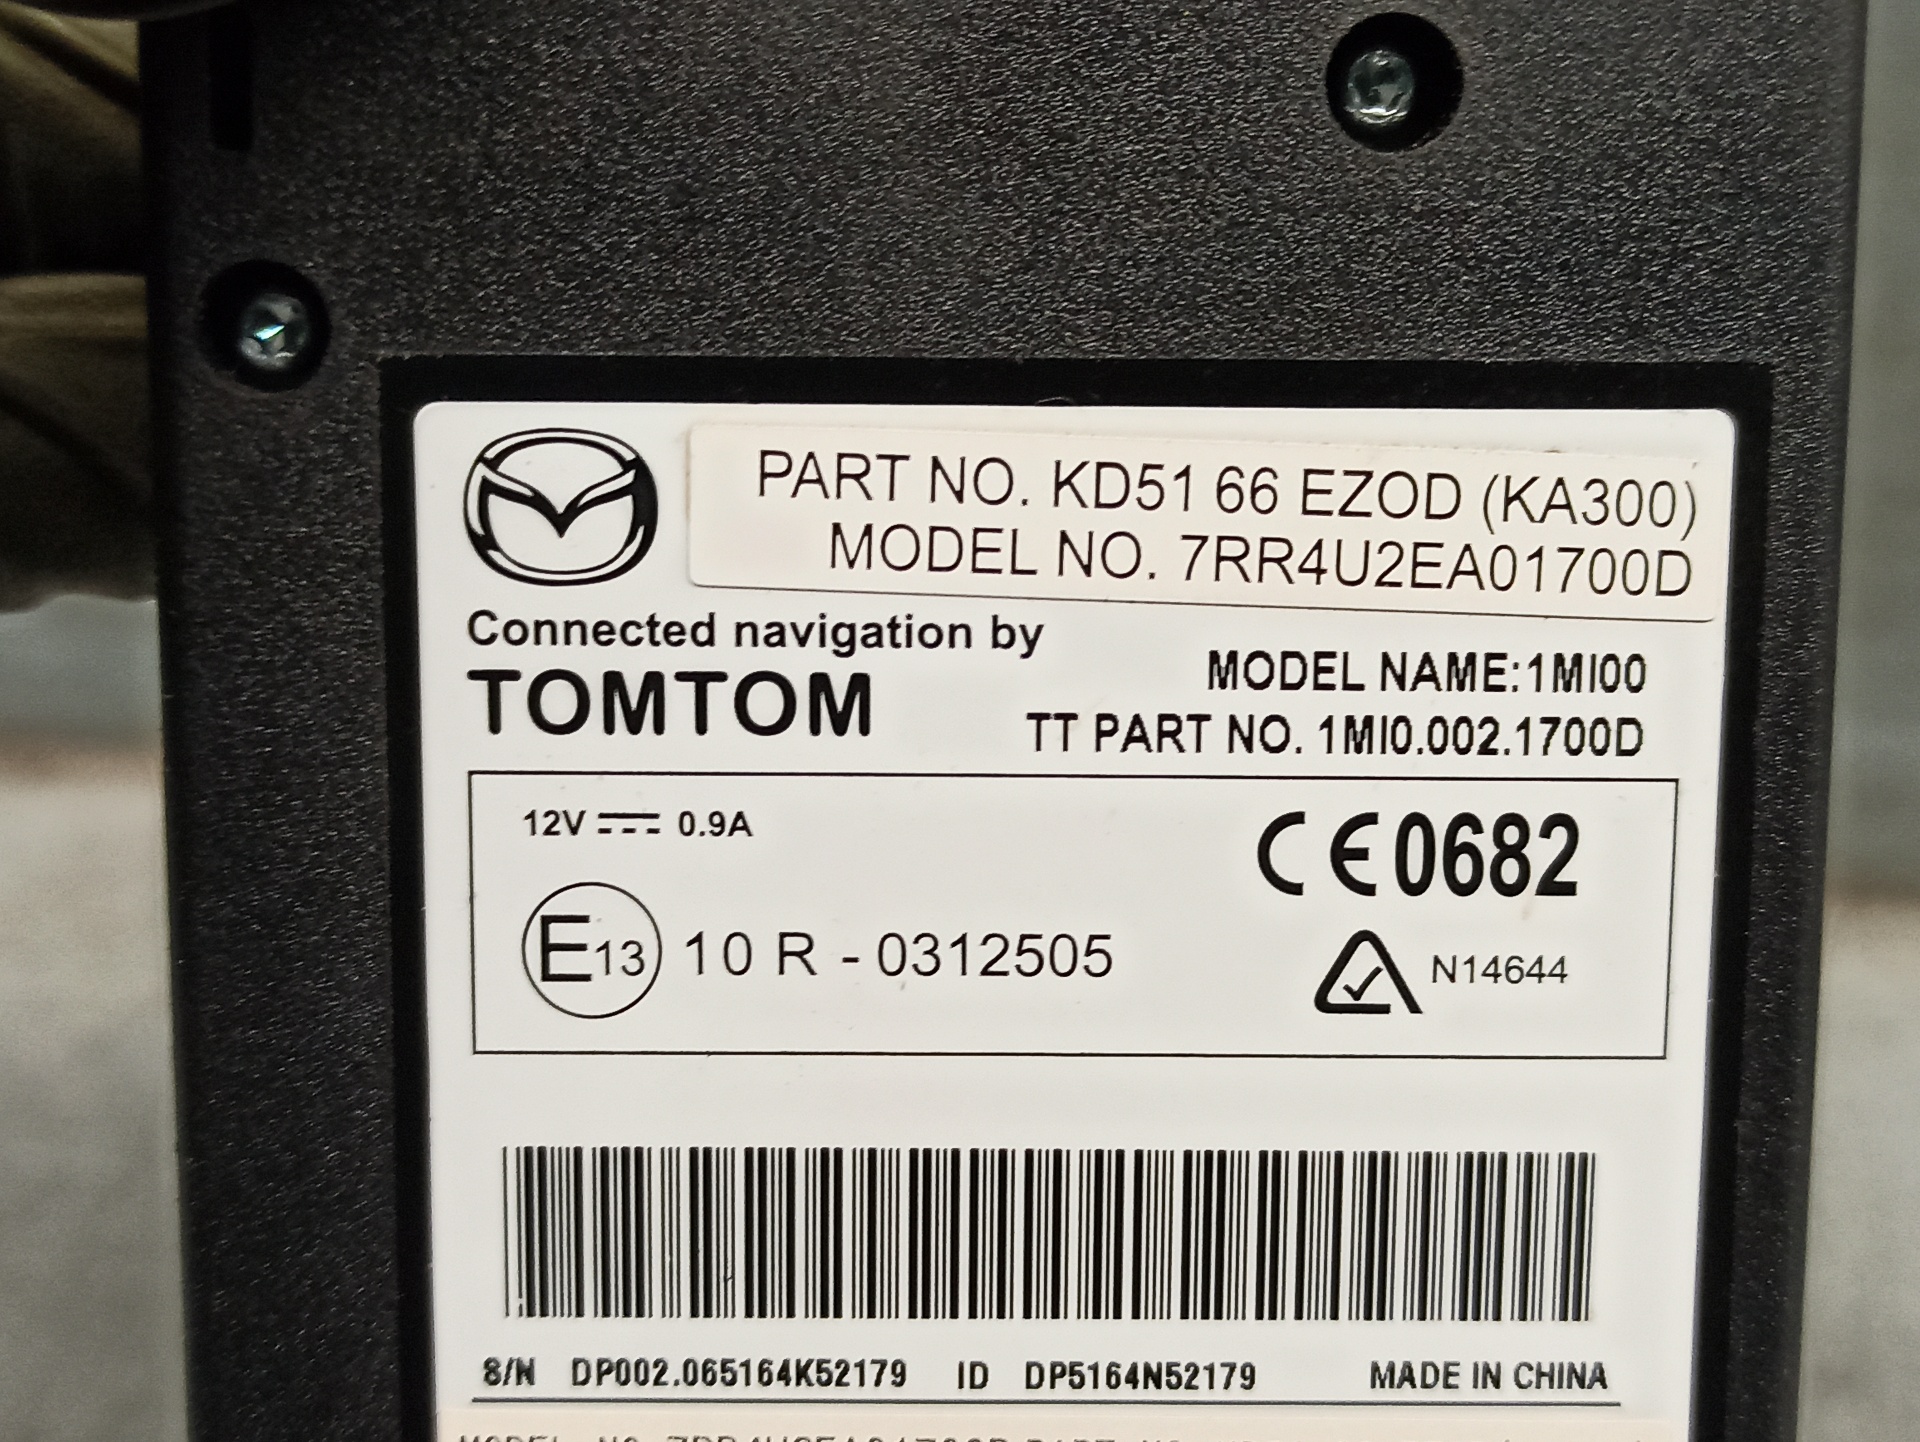 PART NO. KD51 66 EZ0D (KA300)
MODEL NO. 7RR4U2EA01700D
Connected navigation by
TOMTOM
MODEL NAME:1MI00
TT PART NO. 1MI0.002.1700D
12V 0.9A
CE0682
E13 10 R - 0312505
N14644
S/N DP002.065164K52179 ID DP5164N52179 MADE IN CHINA